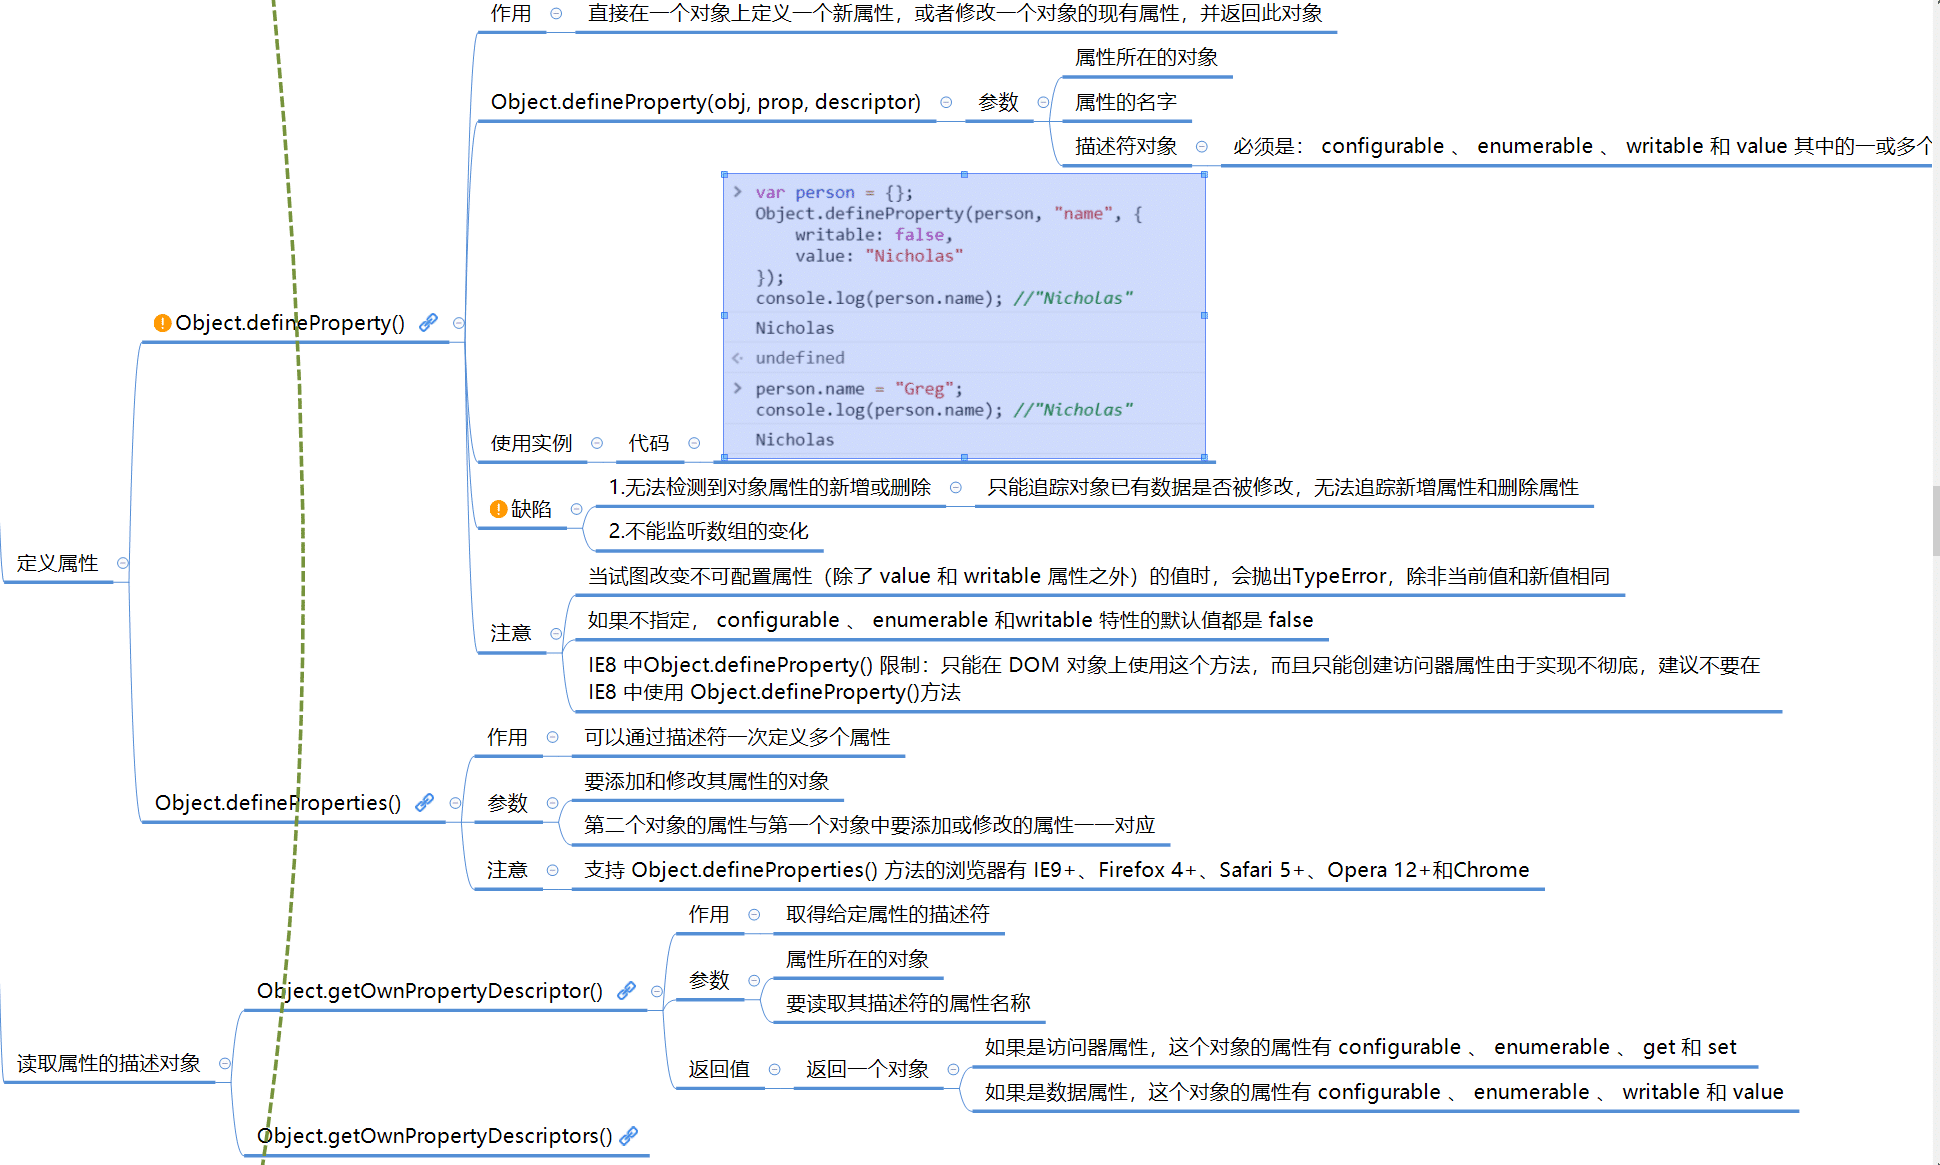 作用
直接在一个对象上定义一个新属性，或者修改一个对象的现有属性，并返回此对象
属性所在的对象
Object.defineProperty(obj, prop, descriptor)
参数
属性的名字
描述符对象
必须是： configurable 、 enumerable 、 writable 和 value 其中的一或多个
var person = {};
Object.defineProperty(person, "name", {
writable: false,
value: "Nicholas"
});
console.log(person.name); //"Nicholas"
Nicholas
undefined
person.name = "Greg";
console.log(person.name); //"Nicholas"
Nicholas
Object.defineProperty()
使用实例
代码
缺陷
1.无法检测到对象属性的新增或删除
只能追踪对象已有数据是否被修改，无法追踪新增属性和删除属性
2.不能监听数组的变化
定义属性
注意
当试图改变不可配置属性（除了 value 和 writable 属性之外）的值时，会抛出TypeError，除非当前值和新值相同
如果不指定， configurable 、 enumerable 和writable 特性的默认值都是 false
IE8 中Object.defineProperty() 限制：只能在 DOM 对象上使用这个方法，而且只能创建访问器属性由于实现不彻底，建议不要在
IE8 中使用 Object.defineProperty()方法
作用
可以通过描述符一次定义多个属性
Object.defineProperties()
参数
要添加和修改其属性的对象
第二个对象的属性与第一个对象中要添加或修改的属性一一对应
注意
支持 Object.defineProperties() 方法的浏览器有 IE9+、Firefox 4+、Safari 5+、Opera 12+和Chrome
作用
取得给定属性的描述符
Object.getOwnPropertyDescriptor()
参数
属性所在的对象
要读取其描述符的属性名称
读取属性的描述对象
返回值
返回一个对象
如果是访问器属性，这个对象的属性有 configurable 、 enumerable 、 get 和 set
如果是数据属性，这个对象的属性有 configurable 、 enumerable 、 writable 和 value
Object.getOwnPropertyDescriptors()